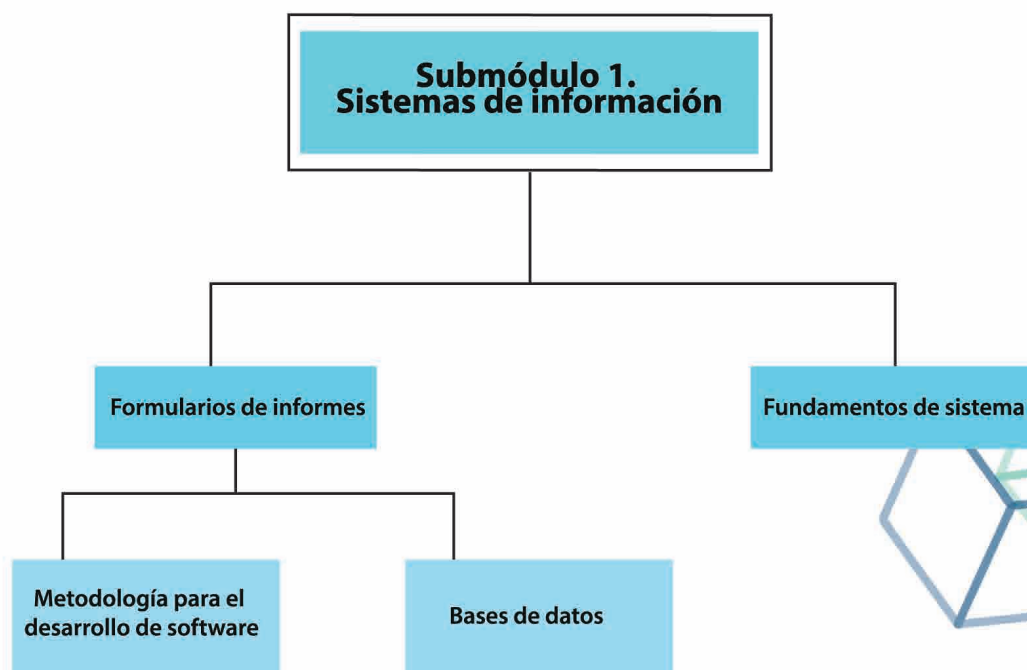 Submódulo 1.
Sistemas de información
Formularios de informes
Fundamentos de sistema
Metodología para el
desarrollo de software
Bases de datos